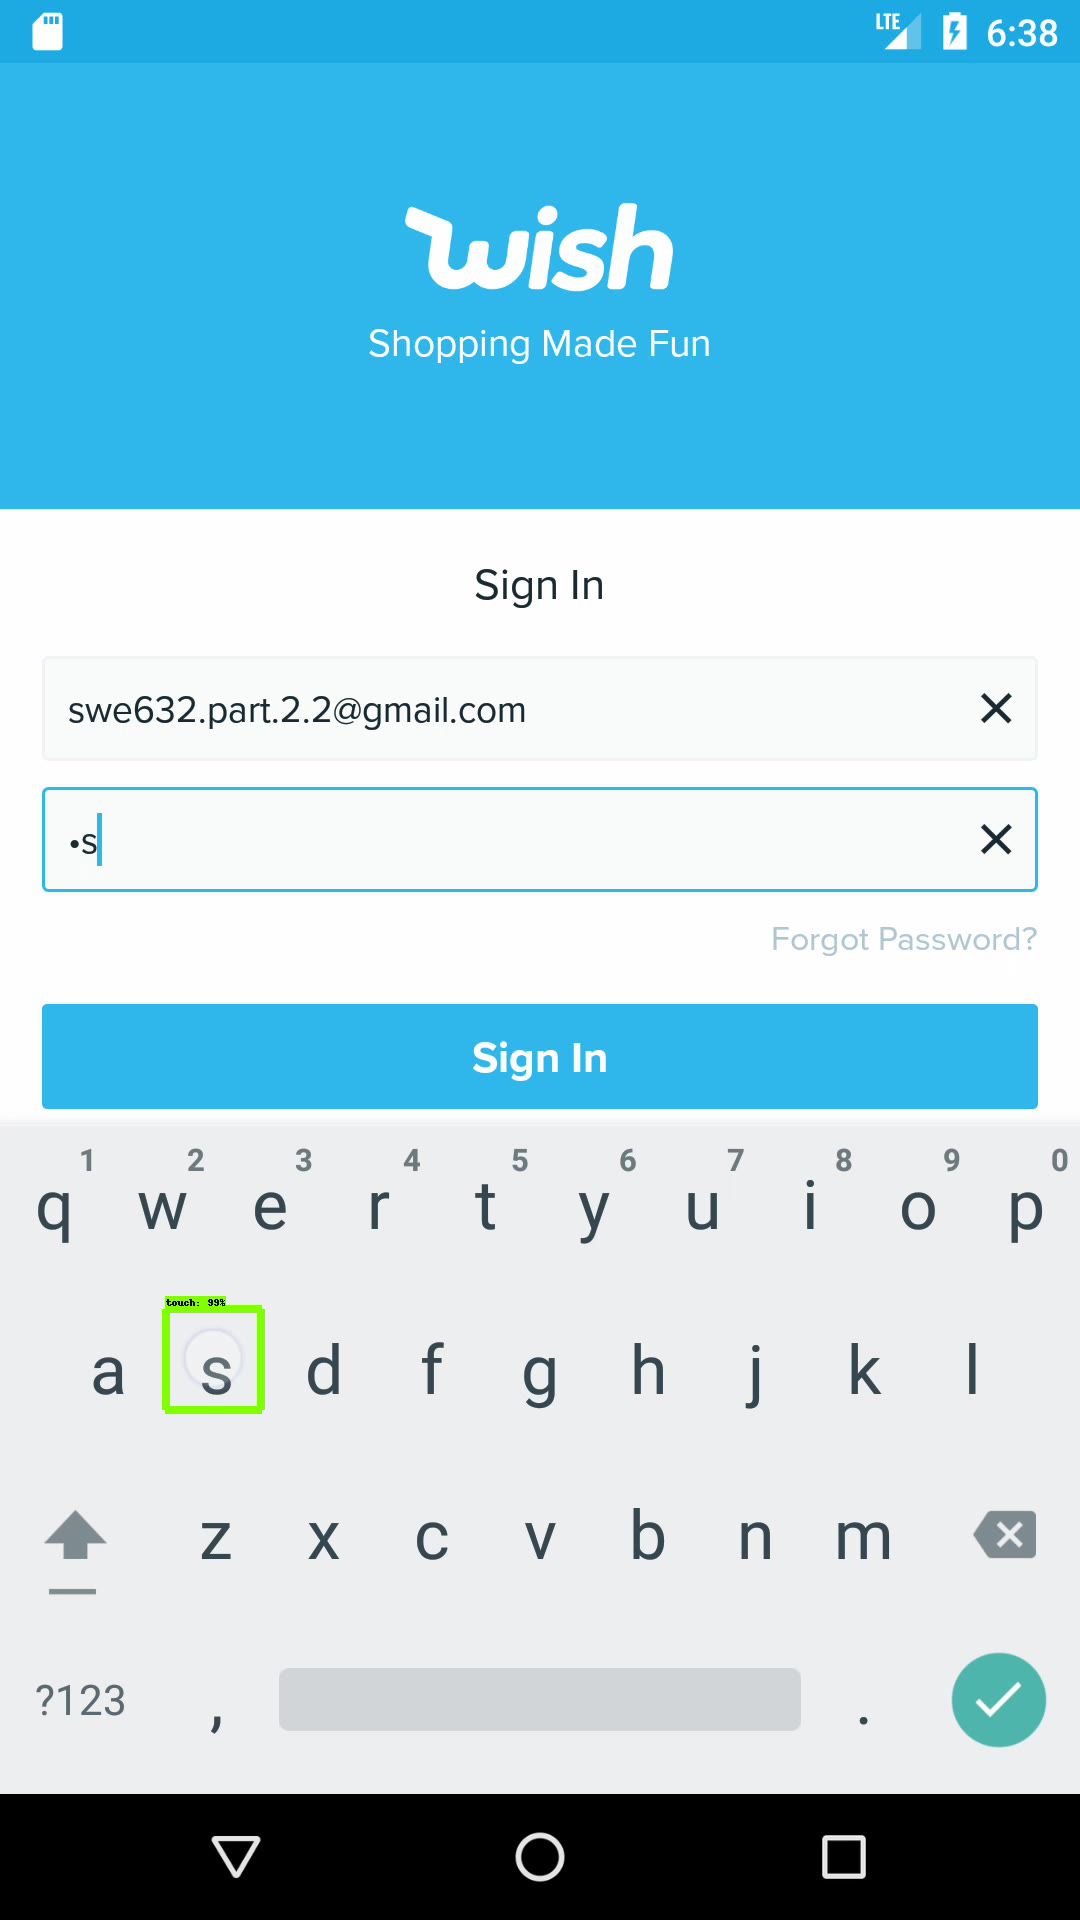 LTE 6:38
wish
Shopping Made Fun
Sign In
swe632.part.2.2@gmail.com
•s
Forgot Password?
Sign In
1 2 3 4 5 6 7 8 9 0
q w e r t y u i o p
touch: 99%
a s d f g h j k l
z x c v b n m
?123 , .